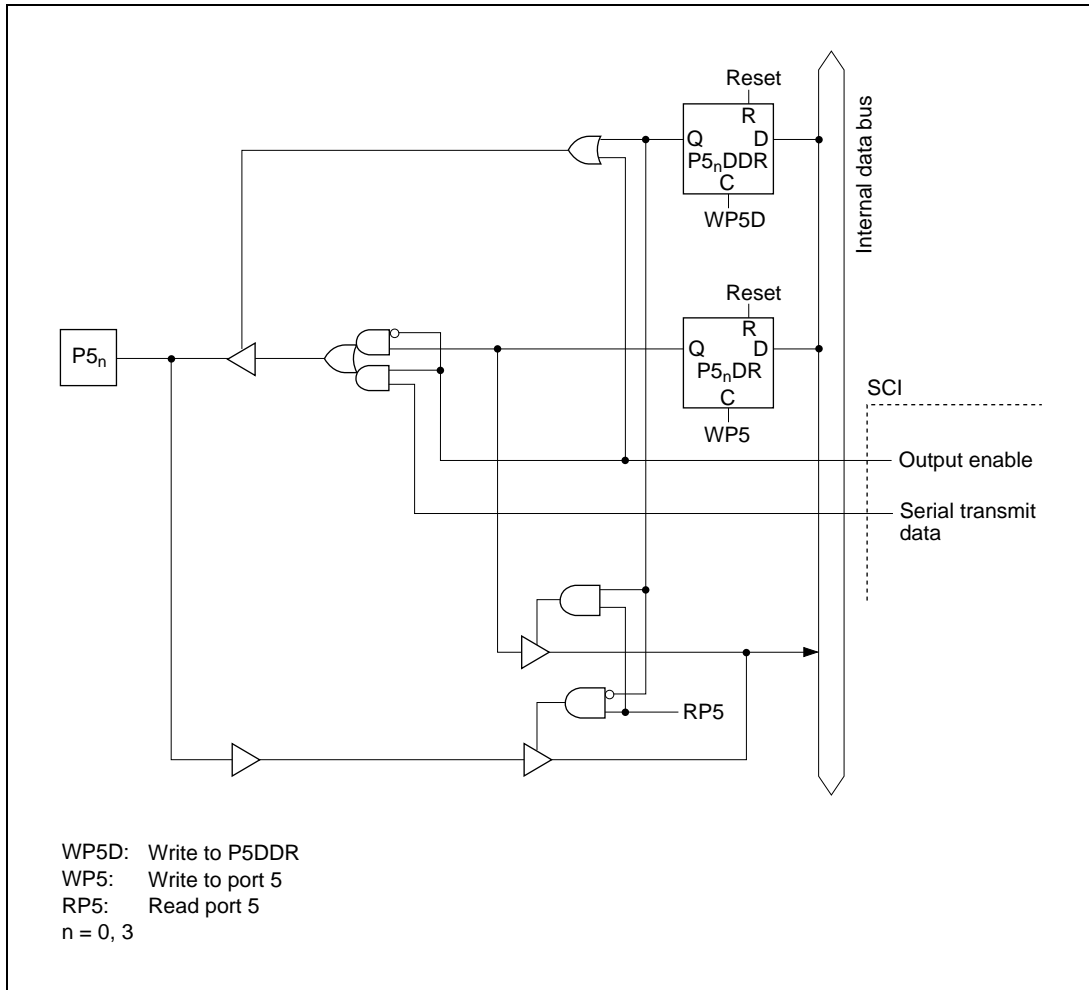 Reset
R
Q D
P5nDDR
C
WP5D
Internal data bus
Reset
R
P5n
Q D
P5nDR
C
WP5
SCI
Output enable
Serial transmit
data
RP5
WP5D: Write to P5DDR
WP5: Write to port 5
RP5: Read port 5
n = 0, 3